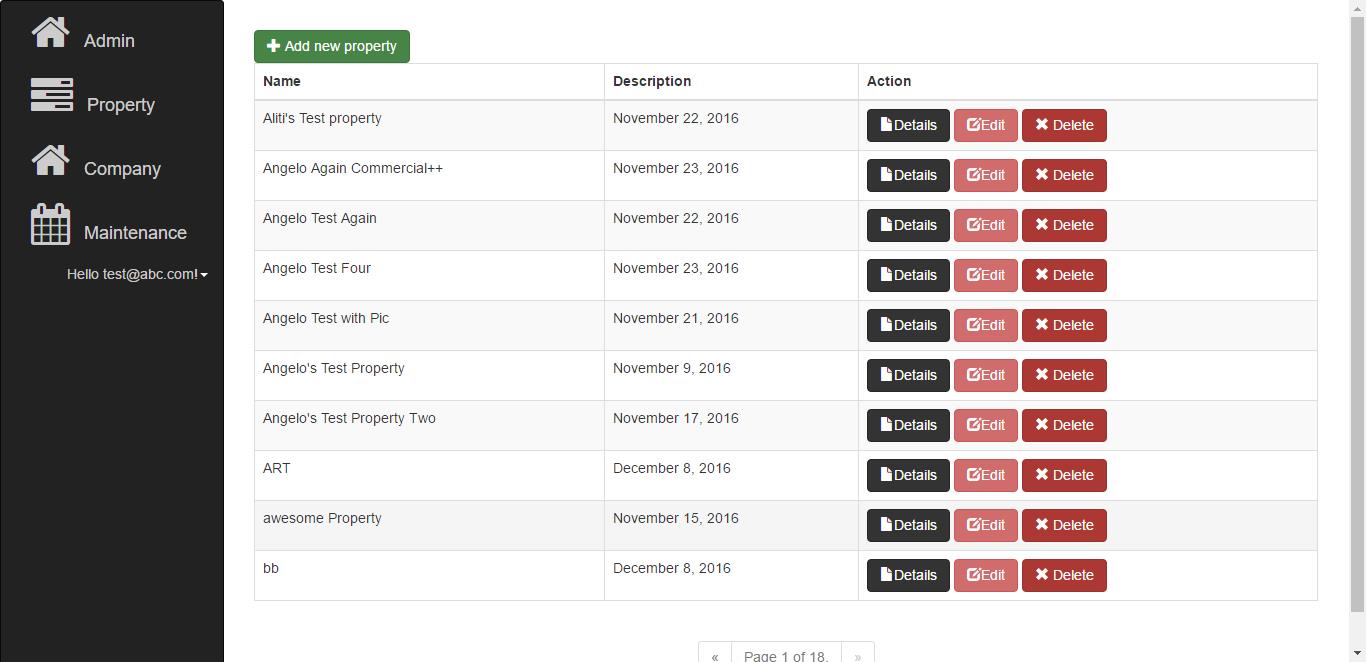 Admin
Property
Company
Maintenance
Hello test@abc.com!
Add new property
Name Description Action
Aliti's Test property November 22, 2016 Details Edit Delete
Angelo Again Commercial++ November 23, 2016 Details Edit Delete
Angelo Test Again November 22, 2016 Details Edit Delete
Angelo Test Four November 23, 2016 Details Edit Delete
Angelo Test with Pic November 21, 2016 Details Edit Delete
Angelo's Test Property November 9, 2016 Details Edit Delete
Angelo's Test Property Two November 17, 2016 Details Edit Delete
ART December 8, 2016 Details Edit Delete
awesome Property November 15, 2016 Details Edit Delete
bb December 8, 2016 Details Edit Delete
« Page 1 of 18. »